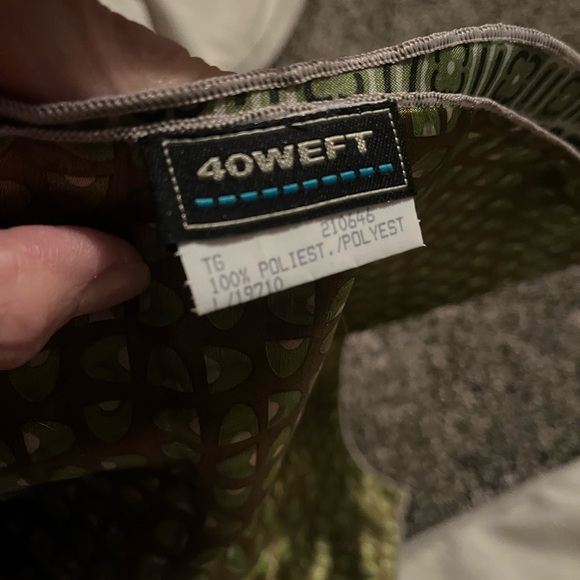 40WEFT
210646
TG
100% POLIEST./POLYEST
L/19710